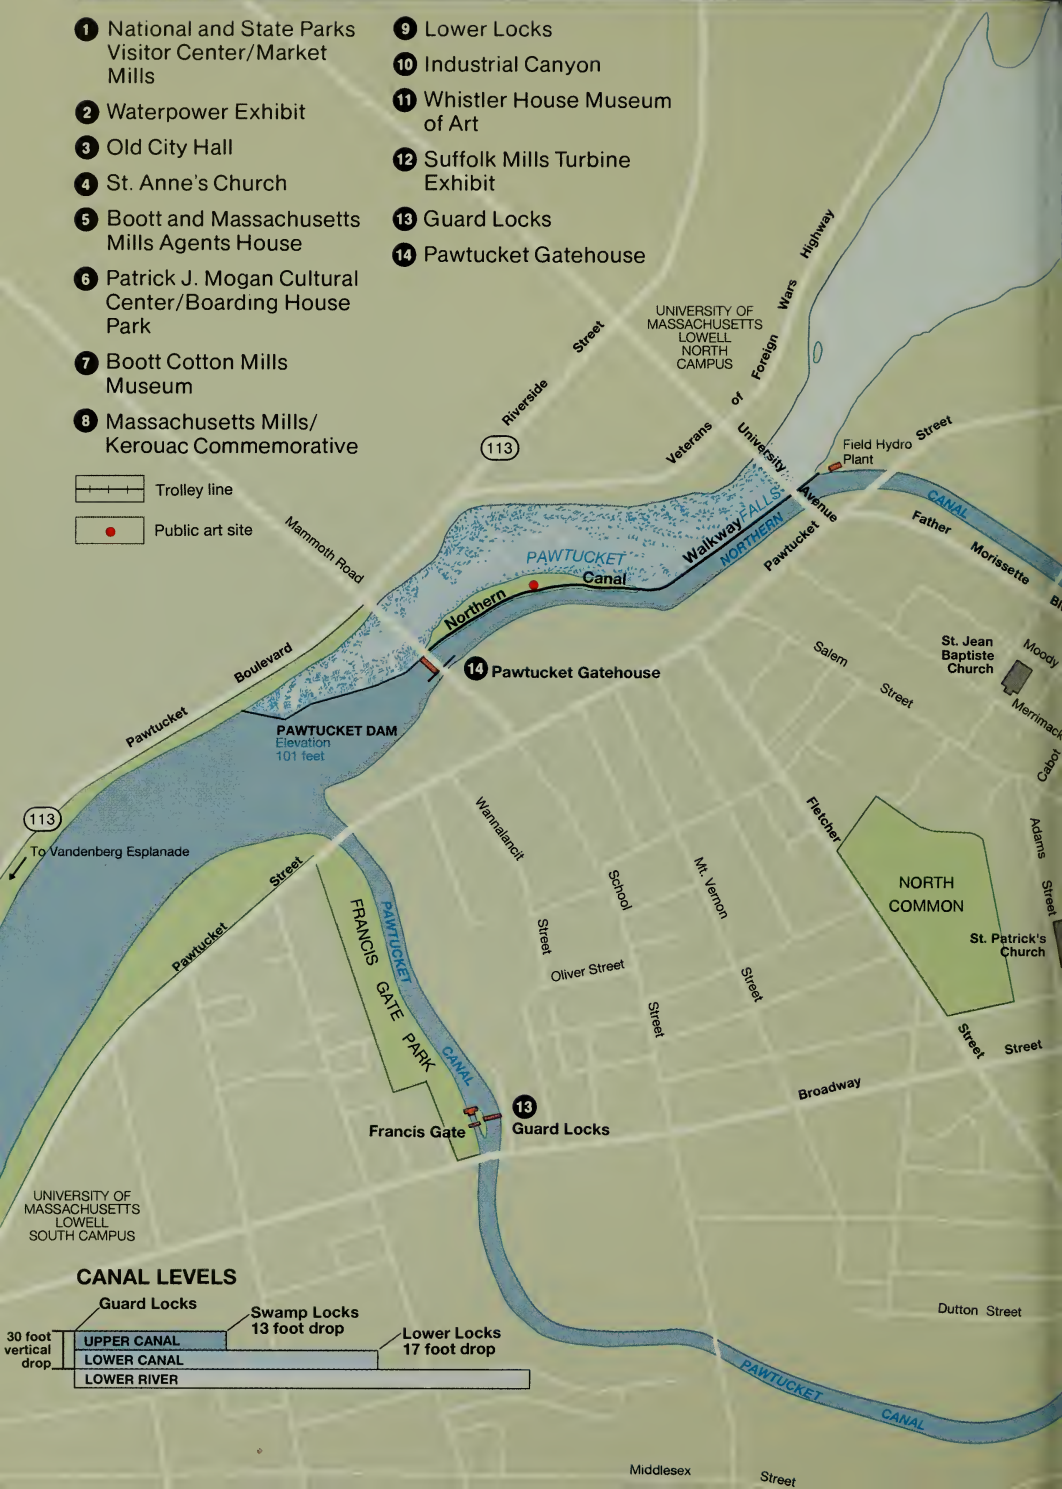 1 National and State Parks
Visitor Center/Market
Mills
2 Waterpower Exhibit
3 Old City Hall
4 St. Anne's Church
5 Boott and Massachusetts
Mills Agents House
6 Patrick J. Mogan Cultural
Center/Boarding House
Park
7 Boott Cotton Mills
Museum
8 Massachusetts Mills/
Kerouac Commemorative
9 Lower Locks
10 Industrial Canyon
11 Whistler House Museum
of Art
12 Suffolk Mills Turbine
Exhibit
13 Guard Locks
14 Pawtucket Gatehouse
Trolley line
Public art site
UNIVERSITY OF
MASSACHUSETTS
LOWELL
NORTH
CAMPUS
Riverside Street
113
Veterans of Foreign Wars Highway
University Avenue
Field Hydro
Plant
Pawtucket Street
CANAL
Father Morissette
Mammoth Road
PAWTUCKET FALLS
Northern Canal Walkway
NORTHERN
Pawtucket Boulevard
14 Pawtucket Gatehouse
PAWTUCKET DAM
Elevation
101 feet
St. Jean
Baptiste
Church
Moody
Merrimack
Cabot
Salem Street
113
To Vandenberg Esplanade
Wannalancit Street
School Street
Mt. Vernon Street
Fletcher Street
Adams Street
NORTH
COMMON
St. Patrick's
Church
Oliver Street
Pawtucket Street
FRANCIS GATE PARK
PAWTUCKET CANAL
Broadway Street
13
Guard Locks
Francis Gate
UNIVERSITY OF
MASSACHUSETTS
LOWELL
SOUTH CAMPUS
CANAL LEVELS
Guard Locks
Swamp Locks
13 foot drop
Lower Locks
17 foot drop
30 foot
vertical
drop
UPPER CANAL
LOWER CANAL
LOWER RIVER
Dutton Street
PAWTUCKET CANAL
Middlesex Street